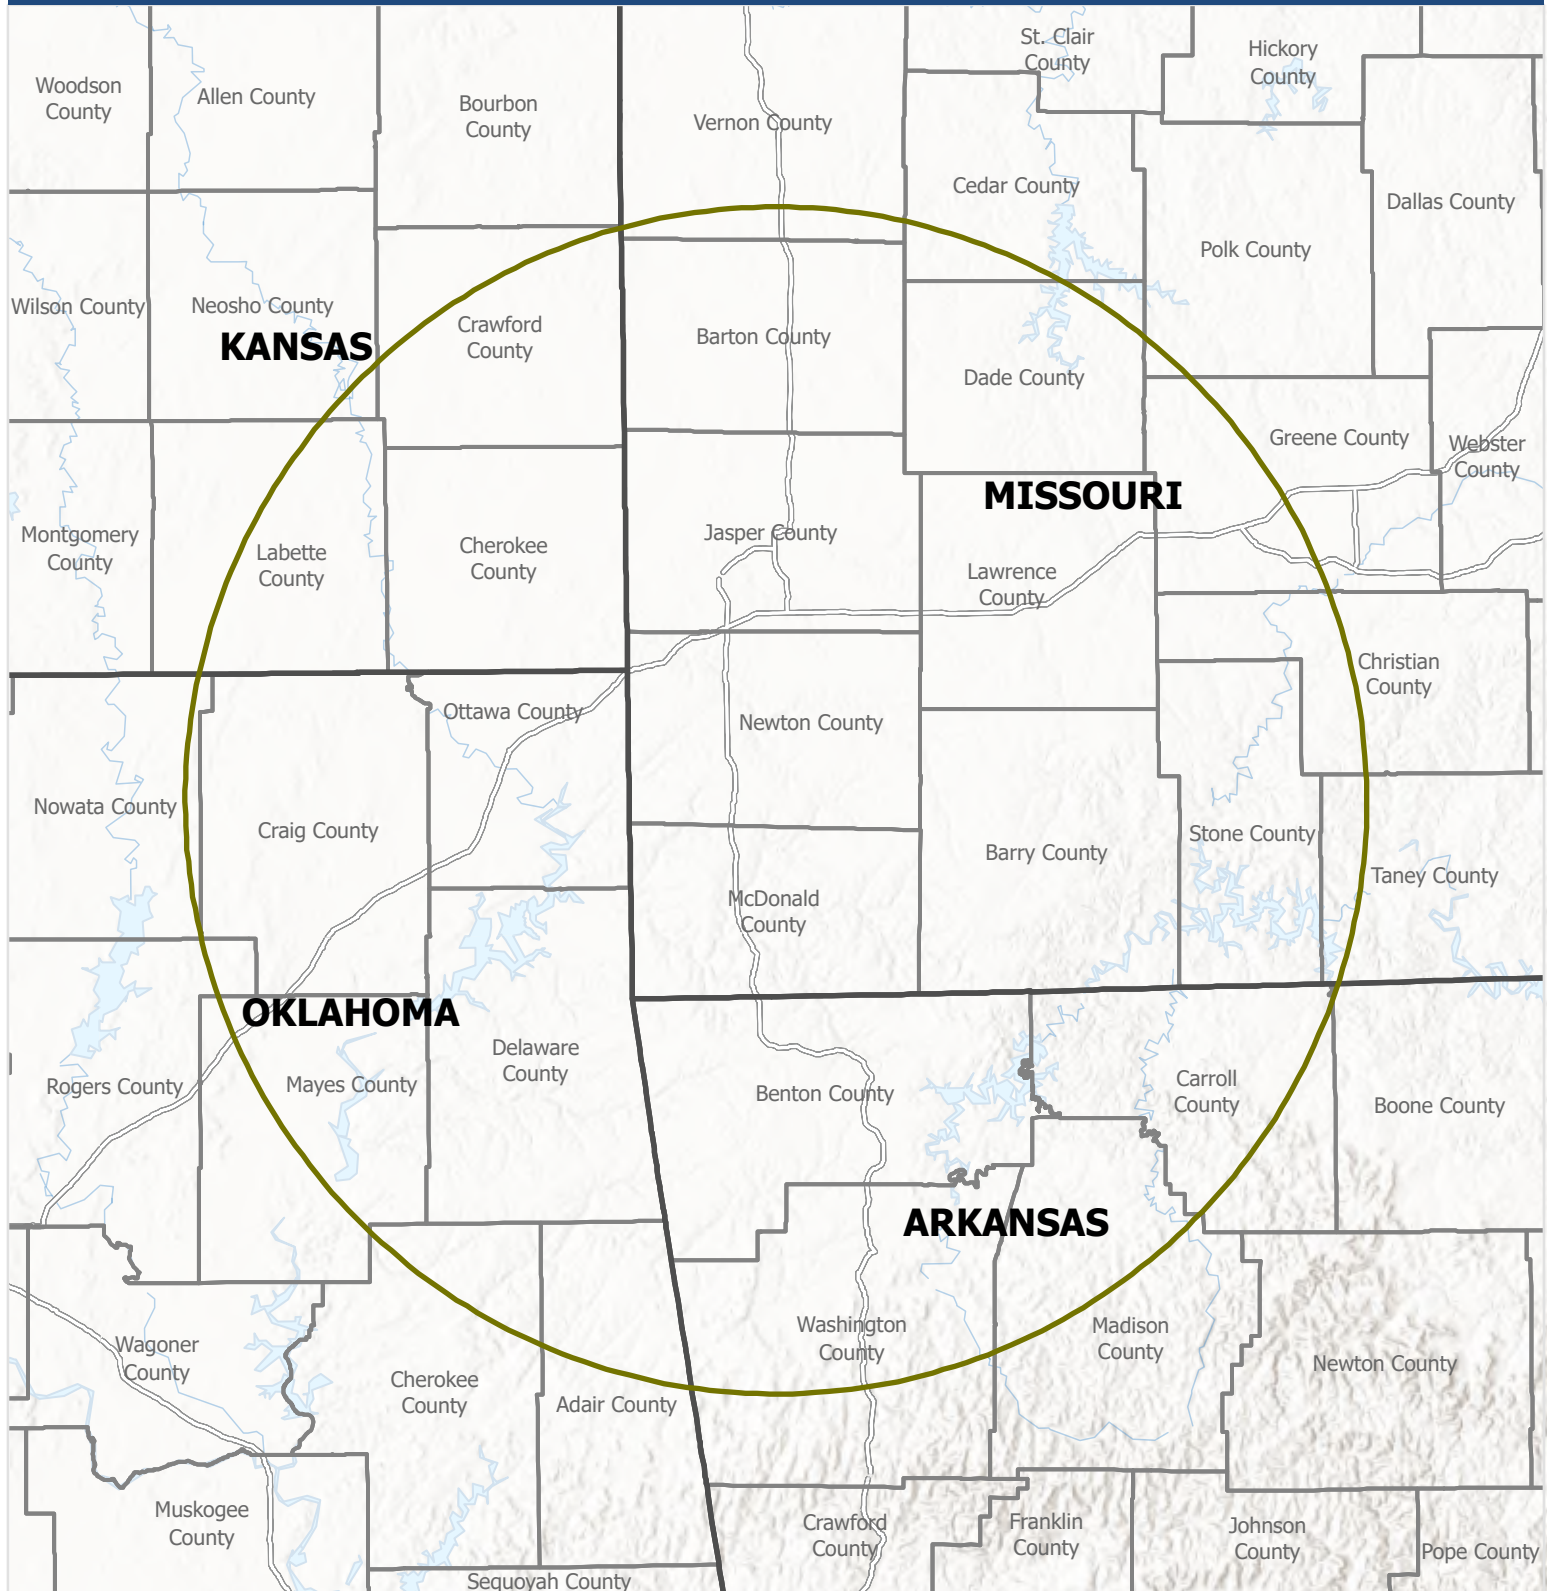 St. Clair
County
Hickory
County
Woodson
County
Allen County
Bourbon
County
Vernon County
Cedar County
Dallas County
Polk County
Wilson County
Neosho County
KANSAS
Crawford
County
Barton County
Dade County
Greene County
Webster
County
MISSOURI
Montgomery
County
Labette
County
Cherokee
County
Jasper County
Lawrence
County
Christian
County
Ottawa County
Newton County
Nowata County
Craig County
Stone County
Barry County
Taney County
McDonald
County
OKLAHOMA
Delaware
County
Rogers County
Mayes County
Benton County
Carroll
County
Boone County
ARKANSAS
Wagoner
County
Washington
County
Madison
County
Newton County
Cherokee
County
Adair County
Muskogee
County
Crawford
County
Franklin
County
Johnson
County
Pope County
Sequoyah County